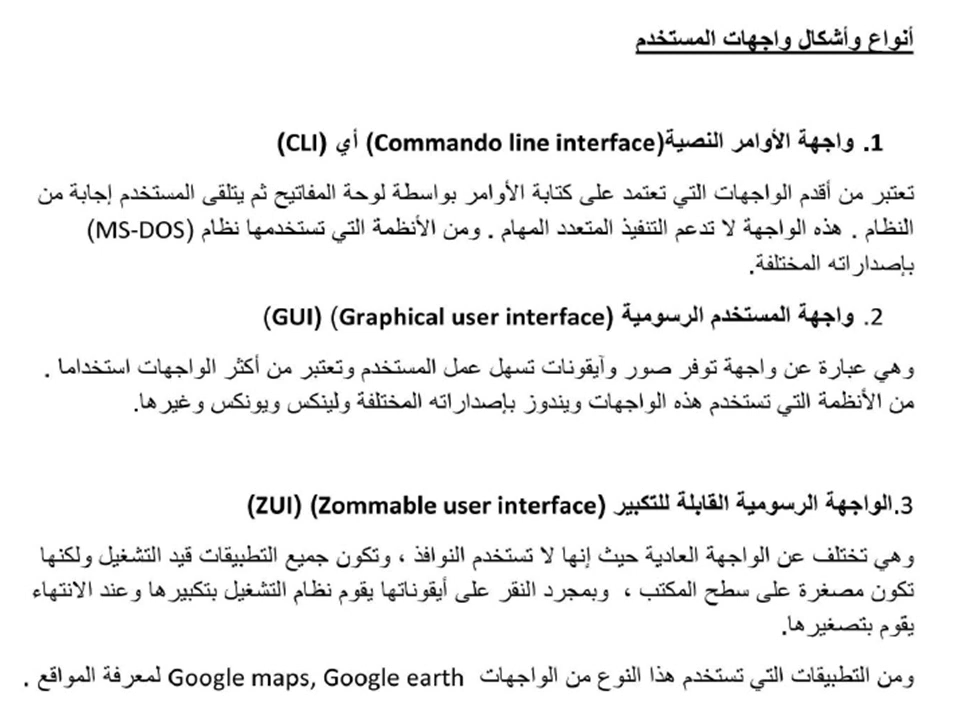 أنواع وأشكال واجهات المستخدم
1. واجهة الأوامر النصية(Commando line interface) أي (CLI)
تعتبر من أقدم الواجهات التي تعتمد على كتابة الأوامر بواسطة لوحة المفاتيح ثم يتلقى المستخدم إجابة من
النظام . هذه الواجهة لا تدعم التنفيذ المتعدد المهام . ومن الأنظمة التي تستخدمها نظام (MS-DOS)
بإصداراته المختلفة.
2. واجهة المستخدم الرسومية (Graphical user interface) (GUI)
وهي عبارة عن واجهة توفر صور وآيقونات تسهل عمل المستخدم وتعتبر من أكثر الواجهات استخداما .
من الأنظمة التي تستخدم هذه الواجهات ويندوز بإصداراته المختلفة ولينكس ويونكس وغيرها.
3.الواجهة الرسومية القابلة للتكبير (Zommable user interface) (ZUI)
وهي تختلف عن الواجهة العادية حيث إنها لا تستخدم النوافذ ، وتكون جميع التطبيقات قيد التشغيل ولكنها
تكون مصغرة على سطح المكتب ، وبمجرد النقر على أيقوناتها يقوم نظام التشغيل بتكبيرها وعند الانتهاء
يقوم بتصغيرها.
ومن التطبيقات التي تستخدم هذا النوع من الواجهات Google maps, Google earth لمعرفة المواقع .